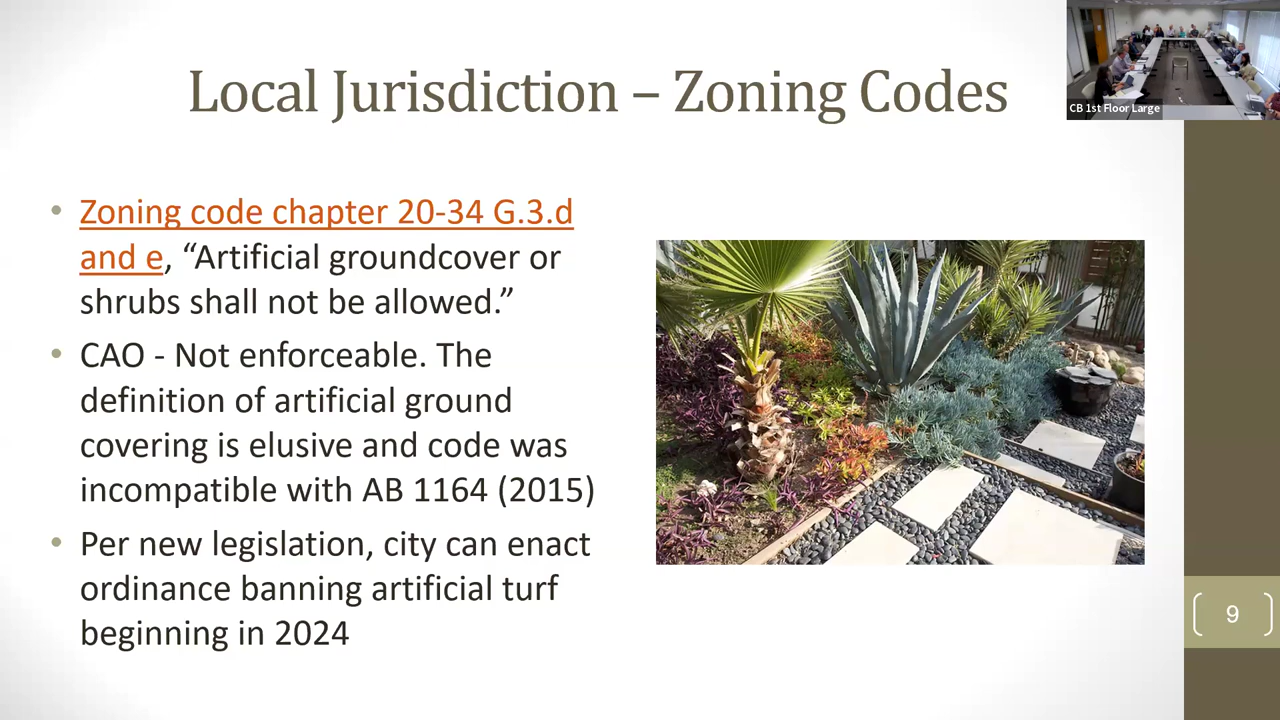 Local Jurisdiction – Zoning Codes
CB 1st Floor Large
• Zoning code chapter 20-34 G.3.d
and e, “Artificial groundcover or
shrubs shall not be allowed.”
• CAO - Not enforceable. The
definition of artificial ground
covering is elusive and code was
incompatible with AB 1164 (2015)
• Per new legislation, city can enact
ordinance banning artificial turf
beginning in 2024
9